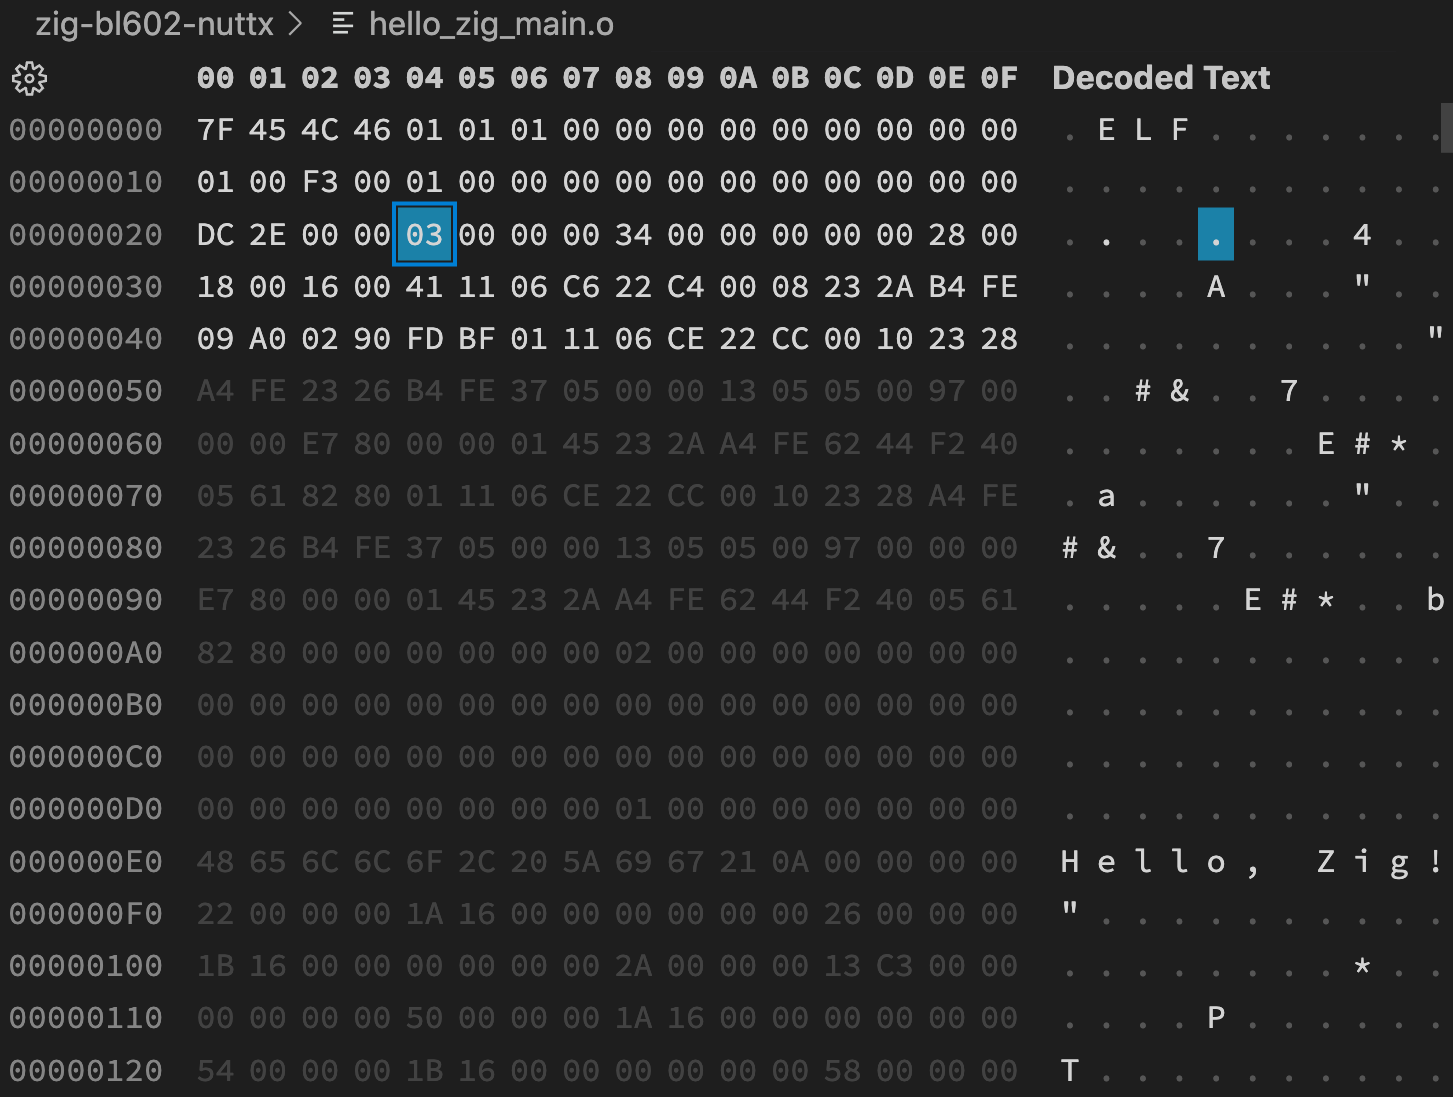 zig-bl602-nuttx > hello_zig_main.o
00 01 02 03 04 05 06 07 08 09 0A 0B 0C 0D 0E 0F Decoded Text
00000000 7F 45 4C 46 01 01 01 00 00 00 00 00 00 00 00 00 . E L F . . . . . . .
00000010 01 00 F3 00 01 00 00 00 00 00 00 00 00 00 00 00 . . . . . . . . . . .
00000020 DC 2E 00 00 03 00 00 00 34 00 00 00 00 00 28 00 . . . . . . . . 4 . .
00000030 18 00 16 00 41 11 06 C6 22 C4 00 08 23 2A B4 FE . . . . A . . . " . .
00000040 09 A0 02 90 FD BF 01 11 06 CE 22 CC 00 10 23 28 . . . . . . . . . . "
00000050 A4 FE 23 26 B4 FE 37 05 00 00 13 05 05 00 97 00 . . # & . . 7 . . . .
00000060 00 00 E7 80 00 00 01 45 23 2A A4 FE 62 44 F2 40 . . . . . . . E # * .
00000070 05 61 82 80 01 11 06 CE 22 CC 00 10 23 28 A4 FE . a . . . . . . " . .
00000080 23 26 B4 FE 37 05 00 00 13 05 05 00 97 00 00 00 # & . . 7 . . . . . .
00000090 E7 80 00 00 01 45 23 2A A4 FE 62 44 F2 40 05 61 . . . . . E # * . . b
000000A0 82 80 00 00 00 00 00 00 02 00 00 00 00 00 00 00 . . . . . . . . . . .
000000B0 00 00 00 00 00 00 00 00 00 00 00 00 00 00 00 00 . . . . . . . . . . .
000000C0 00 00 00 00 00 00 00 00 00 00 00 00 00 00 00 00 . . . . . . . . . . .
000000D0 00 00 00 00 00 00 00 00 01 00 00 00 00 00 00 00 . . . . . . . . . . .
000000E0 48 65 6C 6C 6F 2C 20 5A 69 67 21 0A 00 00 00 00 H e l l o ,   Z i g !
000000F0 22 00 00 00 1A 16 00 00 00 00 00 00 26 00 00 00 " . . . . . . . . . .
00000100 1B 16 00 00 00 00 00 00 2A 00 00 00 13 C3 00 00 . . . . . . . . * . .
00000110 00 00 00 00 50 00 00 00 1A 16 00 00 00 00 00 00 . . . . P . . . . . .
00000120 54 00 00 00 1B 16 00 00 00 00 00 00 58 00 00 00 T . . . . . . . . . .